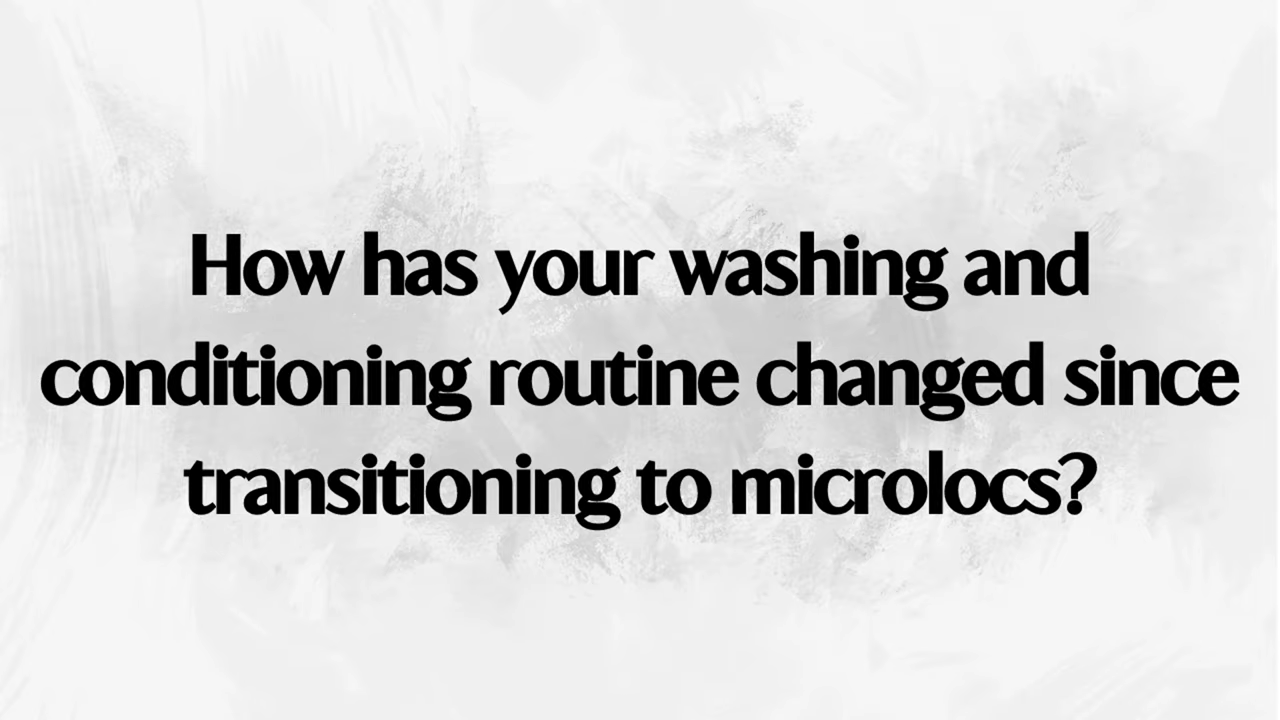 How has your washing and
conditioning routine changed since
transitioning to microlocs?